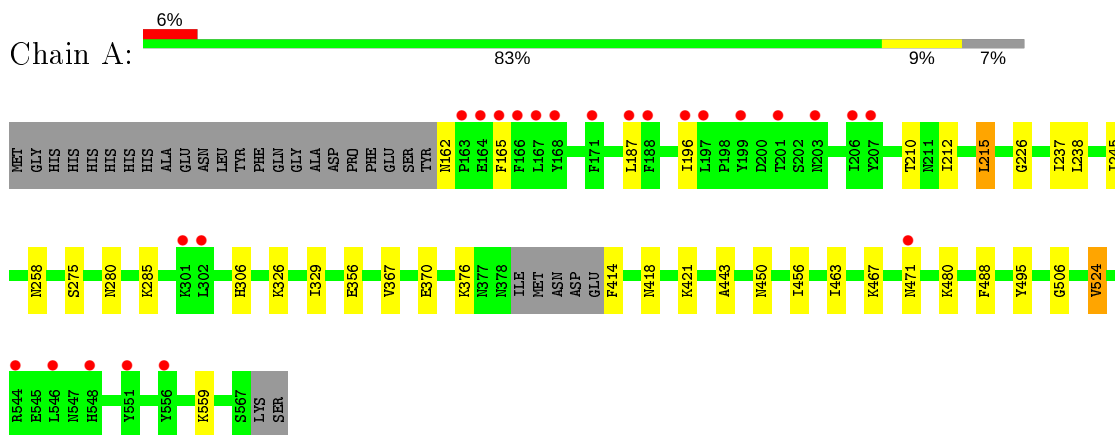 6%
Chain A:
83% 9% 7%
MET GLY HIS HIS HIS HIS HIS HIS ALA GLU ASN LEU TYR PHE GLN GLY ALA ASP PRO PHE GLU SER TYR N162 P163 E164 F165 F166 L167 Y168 F171 L187 F188 I196 L197 P198 Y199 D200 T201 S202 N203 I206 Y207 T210 N211 I212 L215 G226 I237 L238
N258 S275 N280 K285 K301 L302 H306 K326 I329 E356 V367 E370 K376 N377 N378 ILE MET ASN ASP GLU F414 N418 K421 A443 N450 I456 I463 K467 N471 K480 F488 Y495 G506 V524
R544 E545 L546 N547 H548 Y551 Y556 K559 S567 LYS SER